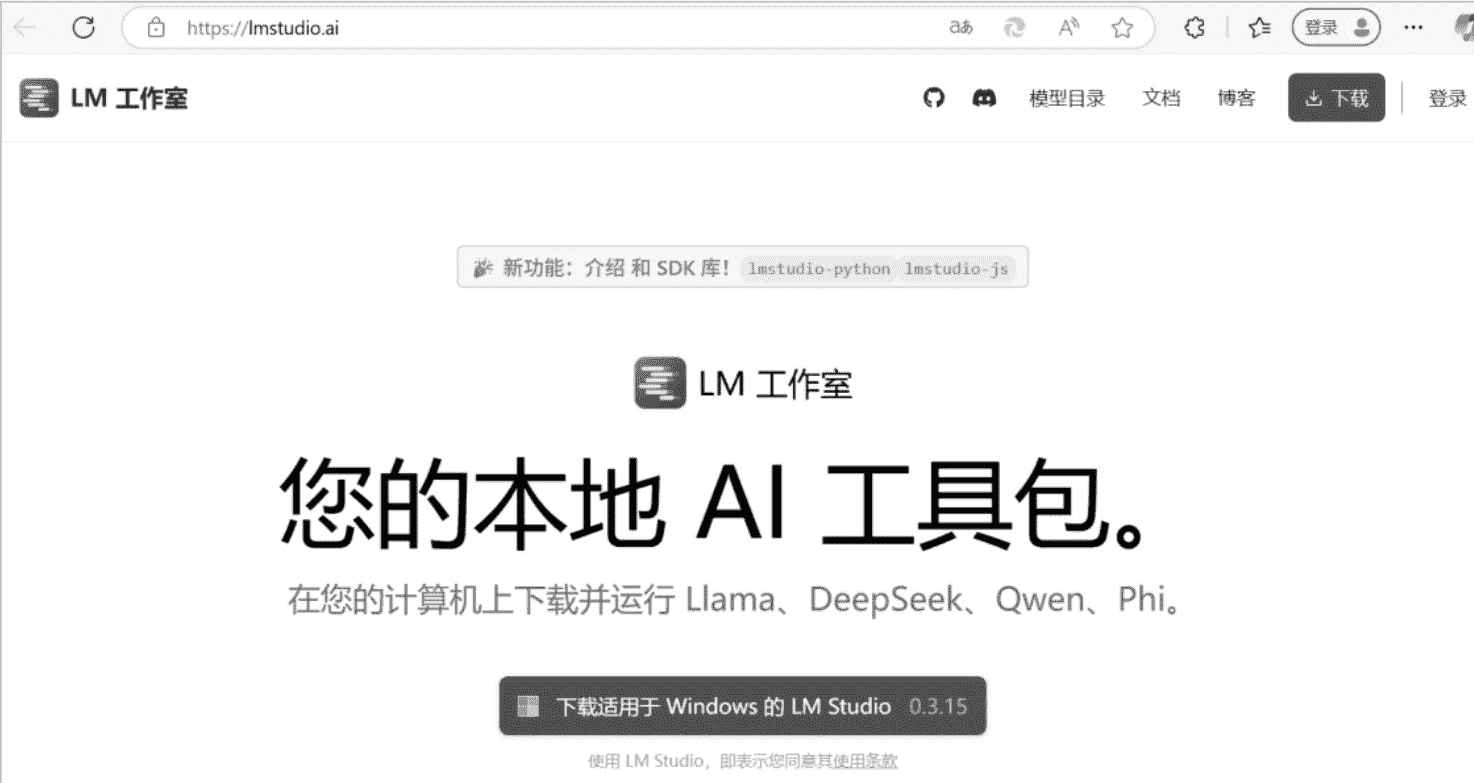 https://lmstudio.ai
登录
LM 工作室
模型目录
文档
博客
下载
登录
新功能：介绍 和 SDK 库！ lmstudio-python lmstudio-js
LM 工作室
您的本地 AI 工具包。
在您的计算机上下载并运行 Llama、DeepSeek、Qwen、Phi。
下载适用于 Windows 的 LM Studio 0.3.15
使用 LM Studio，即表示您同意其使用条款